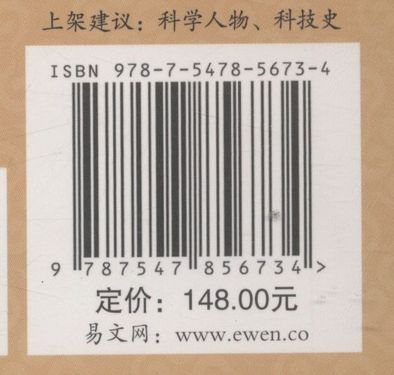 上架建议：科学人物、科技史
ISBN 978-7-5478-5673-4
9 787547 856734 >
定价：148.00元
易文网：www.ewen.co